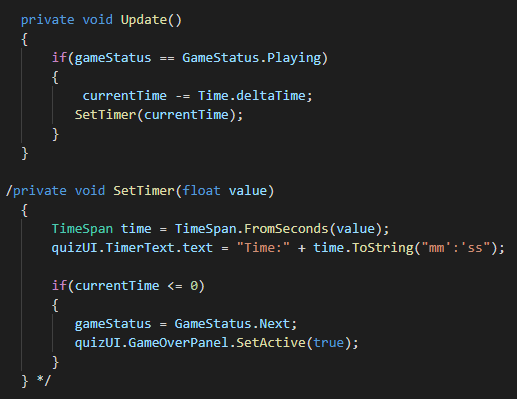 private void Update()
{
if(gameStatus == GameStatus.Playing)
{
currentTime -= Time.deltaTime;
SetTimer(currentTime);
}
}
/private void SetTimer(float value)
{
TimeSpan time = TimeSpan.FromSeconds(value);
quizUI.TimerText.text = "Time:" + time.ToString("mm':'ss");
if(currentTime <= 0)
{
gameStatus = GameStatus.Next;
quizUI.GameOverPanel.SetActive(true);
}
} */